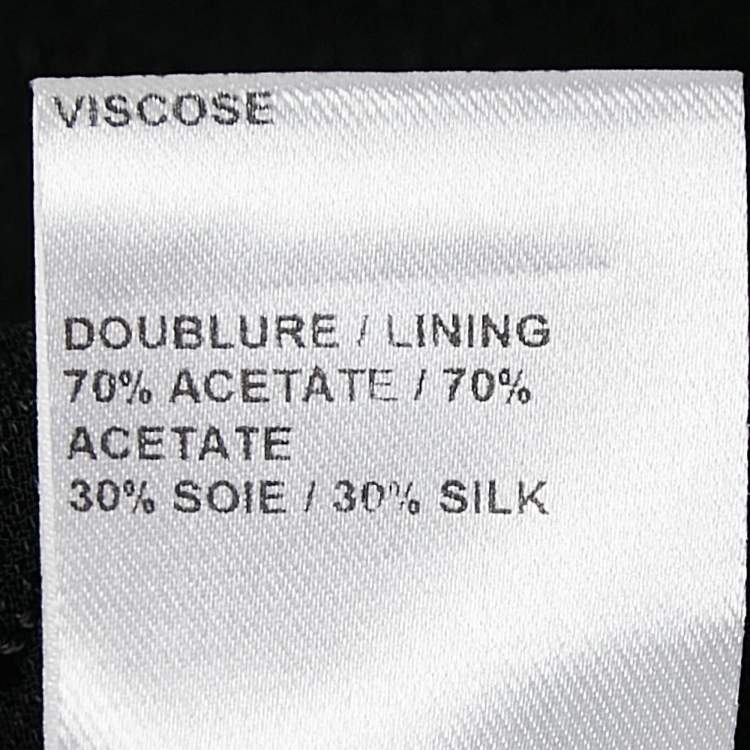 VISCOSE
DOUBLURE / LINING
70% ACETATE / 70%
ACETATE
30% SOIE / 30% SILK